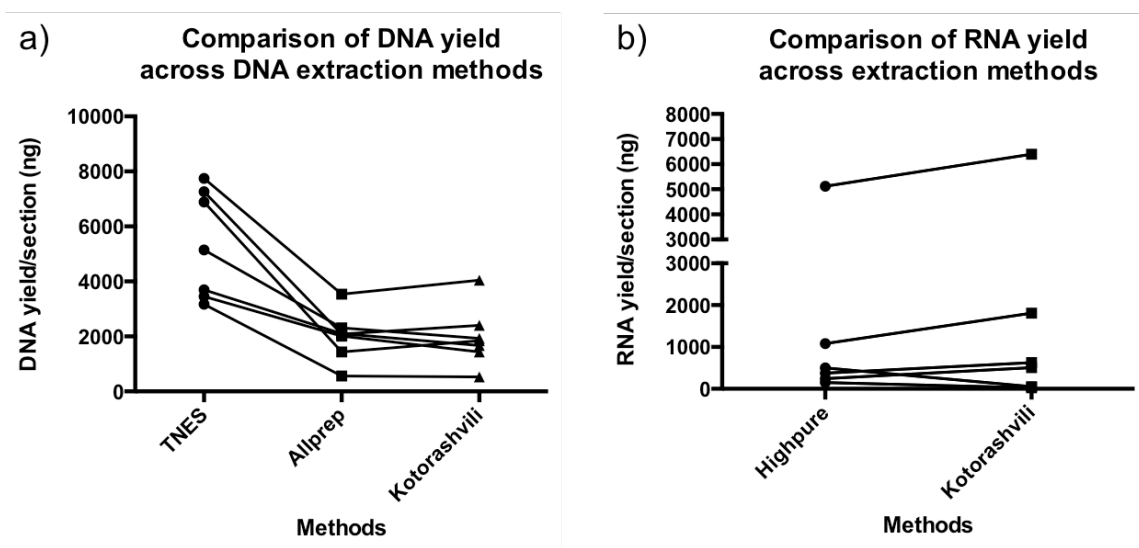 a)
Comparison of DNA yield
across DNA extraction methods
DNA yield/section (ng)
10000
8000
6000
4000
2000
0
TNES
Allprep
Kotorashvili
Methods
b)
Comparison of RNA yield
across extraction methods
RNA yield/section (ng)
8000
7000
6000
5000
4000
3000
3000
2000
1000
0
Highpure
Kotorashvili
Methods